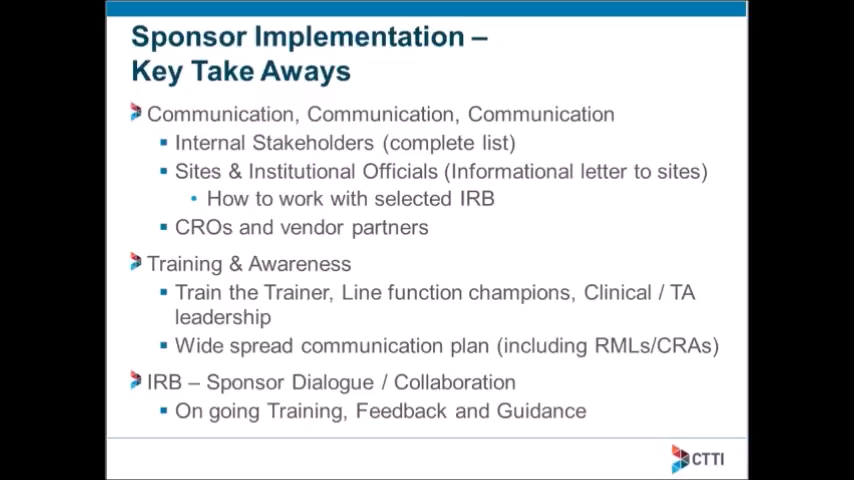 Sponsor Implementation –
Key Take Aways
Communication, Communication, Communication
Internal Stakeholders (complete list)
Sites & Institutional Officials (Informational letter to sites)
How to work with selected IRB
CROs and vendor partners
Training & Awareness
Train the Trainer, Line function champions, Clinical / TA
leadership
Wide spread communication plan (including RMLs/CRAs)
IRB – Sponsor Dialogue / Collaboration
On going Training, Feedback and Guidance
CTTI